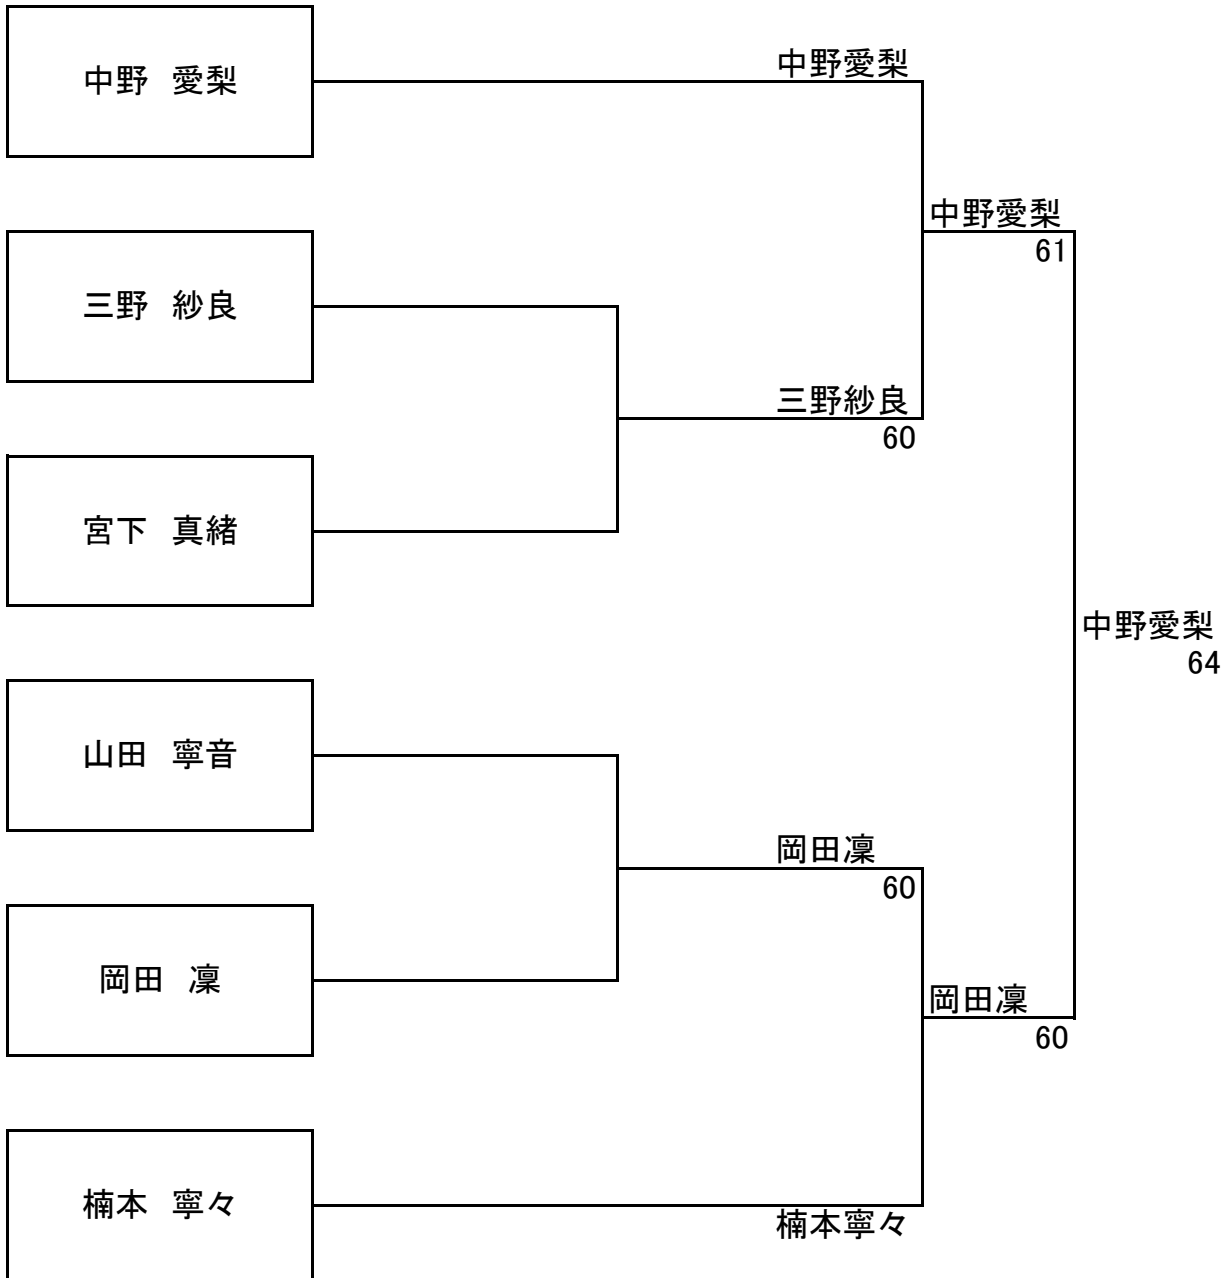 中野　愛梨
中野愛梨
中野愛梨
61
三野　紗良
三野紗良
60
宮下　真緒
中野愛梨
64
山田　寧音
岡田凜
60
岡田　凜
岡田凜
60
楠本　寧々
楠本寧々